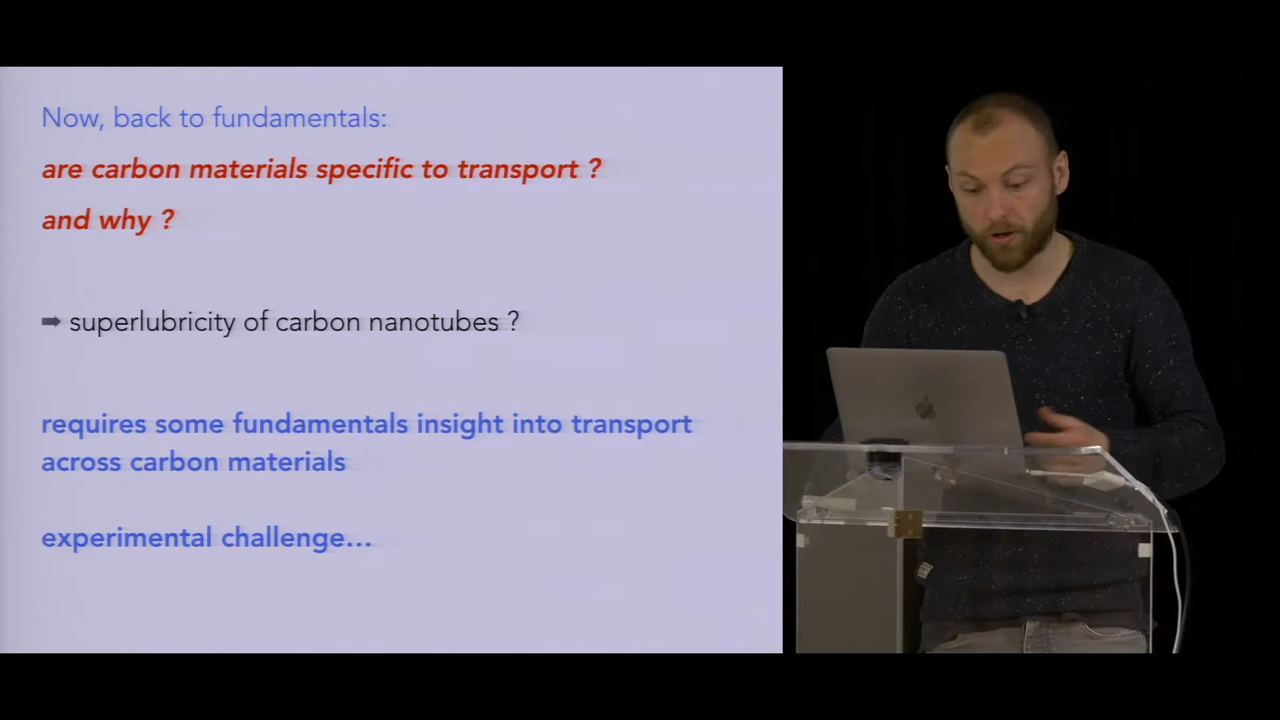 Now, back to fundamentals:
are carbon materials specific to transport ?
and why ?
➡ superlubricity of carbon nanotubes ?
requires some fundamentals insight into transport
across carbon materials
experimental challenge…